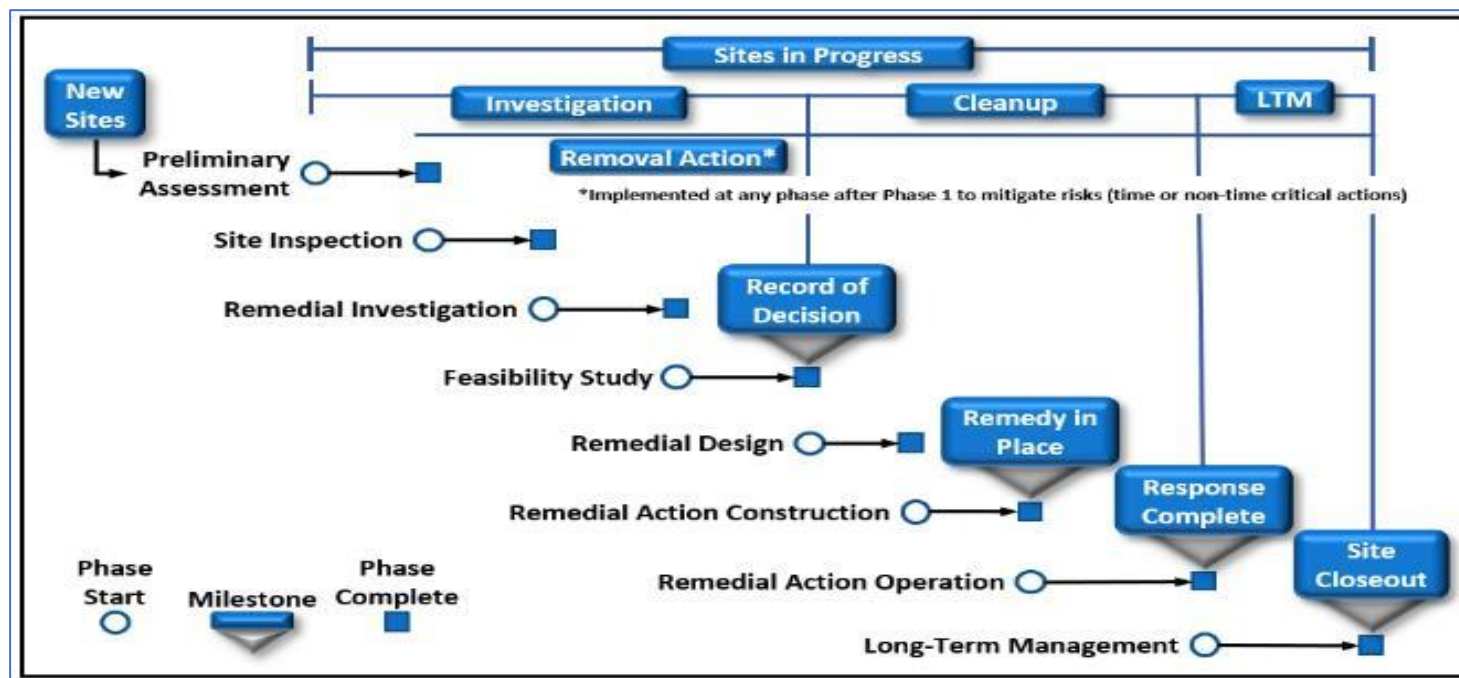 Sites in Progress
New
Sites
Investigation
Cleanup
LTM
Removal Action*
*Implemented at any phase after Phase 1 to mitigate risks (time or non-time critical actions)
Preliminary
Assessment
Site Inspection
Remedial Investigation
Record of
Decision
Feasibility Study
Remedial Design
Remedy in
Place
Remedial Action Construction
Response
Complete
Remedial Action Operation
Site
Closeout
Long-Term Management
Phase
Start
Milestone
Phase
Complete